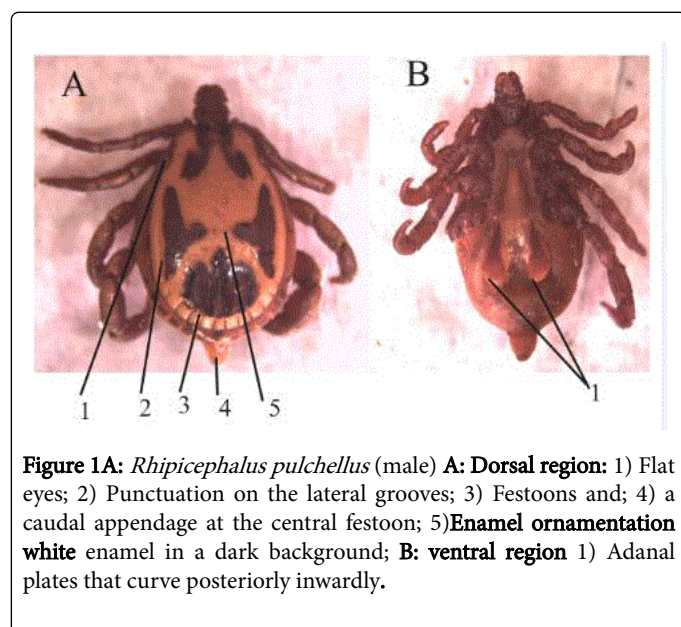 A
B
1 2 3 4 5
1
Figure 1A: Rhipicephalus pulchellus (male) A: Dorsal region: 1) Flat
eyes; 2) Punctuation on the lateral grooves; 3) Festoons and; 4) a
caudal appendage at the central festoon; 5)Enamel ornamentation
white enamel in a dark background; B: ventral region 1) Adanal
plates that curve posteriorly inwardly.